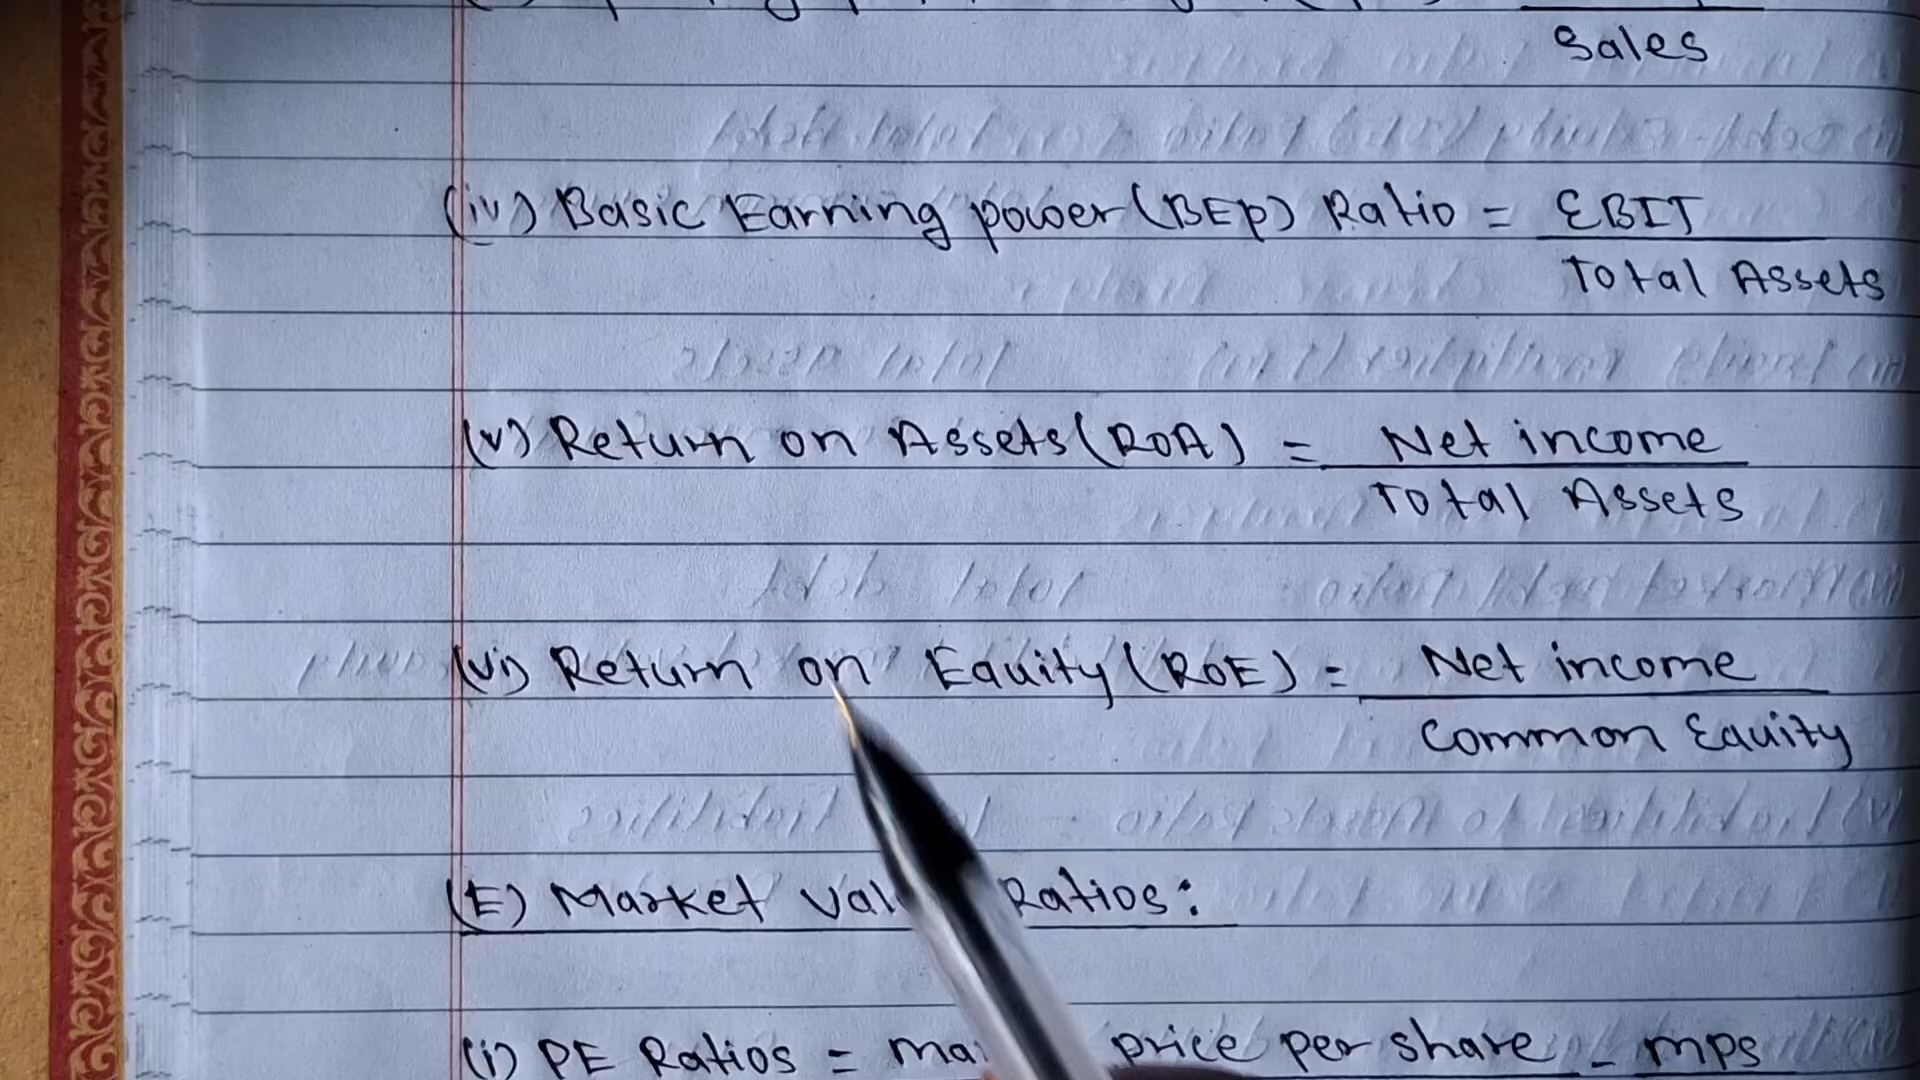 Sales
(iv) Basic Earning power (BEP) Ratio = EBIT
Total Assets
(v) Return on Assets (ROA) = Net income
Total Assets
(vi) Return on Equity (ROE) = Net income
Common Equity
(E) Market Ratios:
(i) PE Ratios = price per share = mps